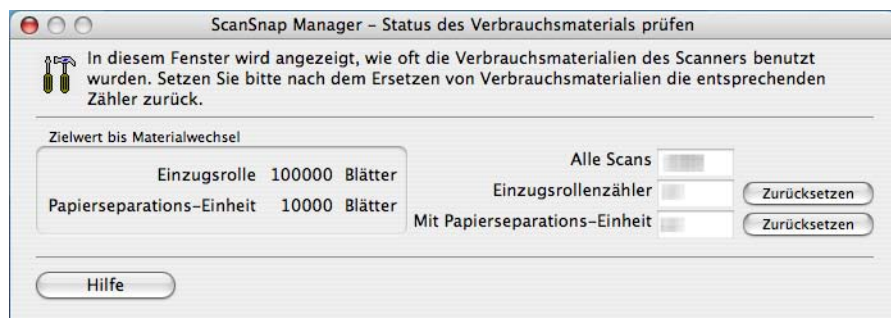 ScanSnap Manager – Status des Verbrauchsmaterials prüfen
In diesem Fenster wird angezeigt, wie oft die Verbrauchsmaterialien des Scanners benutzt
wurden. Setzen Sie bitte nach dem Ersetzen von Verbrauchsmaterialien die entsprechenden
Zähler zurück.
Zielwert bis Materialwechsel
Einzugsrolle 100000 Blätter
Papierseparations-Einheit 10000 Blätter
Alle Scans
Einzugsrollenzähler Zurücksetzen
Mit Papierseparations-Einheit Zurücksetzen
Hilfe